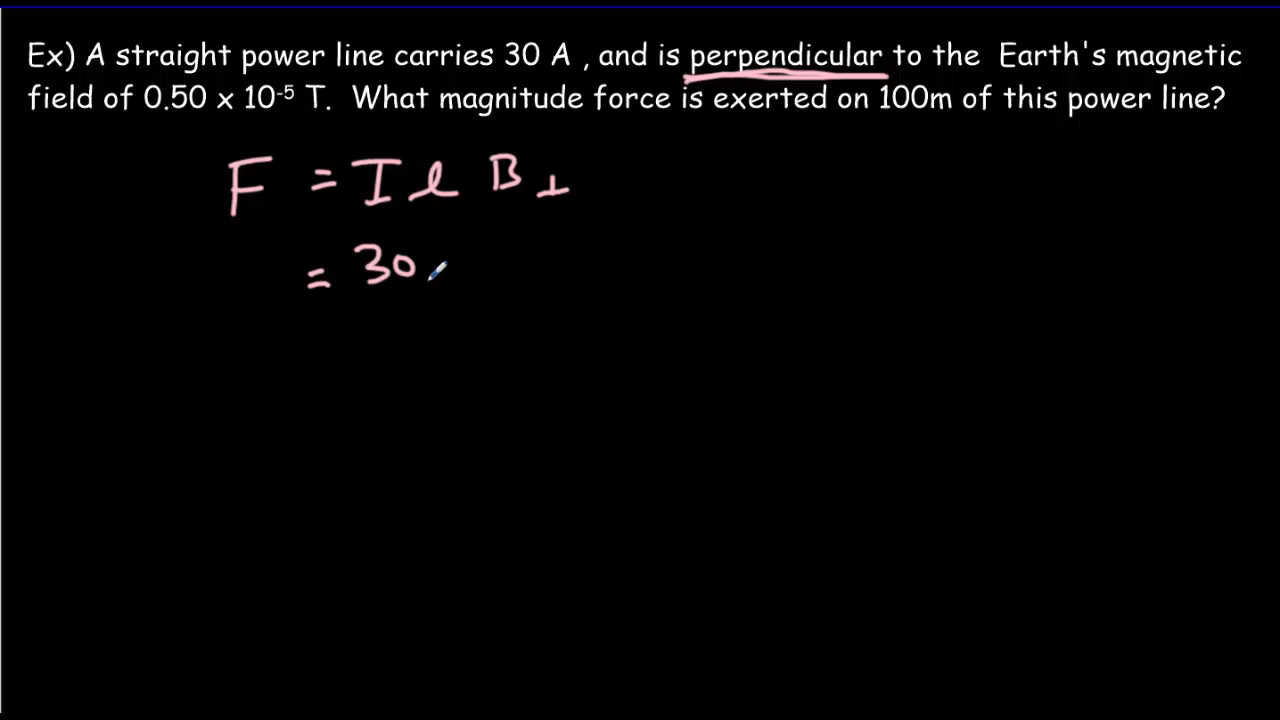 Ex) A straight power line carries 30 A , and is perpendicular to the Earth's magnetic
field of 0.50 x 10⁻⁵ T. What magnitude force is exerted on 100m of this power line?
F = I l B ⊥
= 30